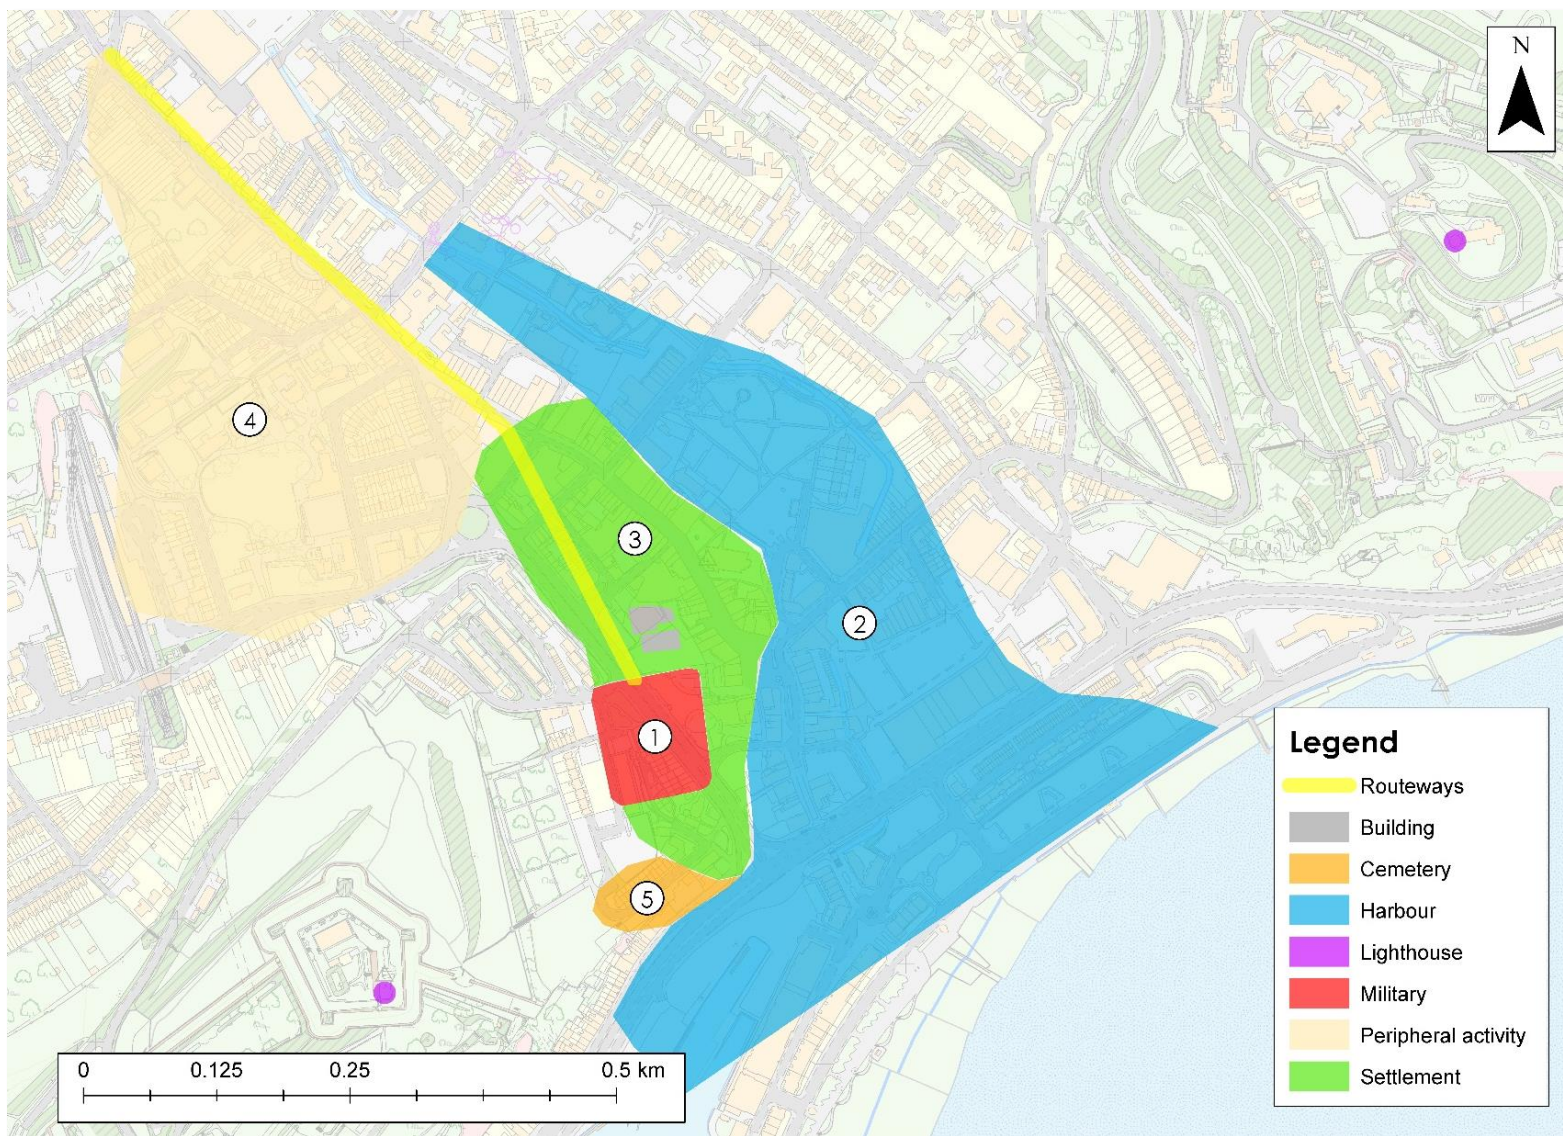 N
4
3
2
1
5
Legend
Routeways
Building
Cemetery
Harbour
Lighthouse
Military
Peripheral activity
Settlement
0 0.125 0.25 0.5 km